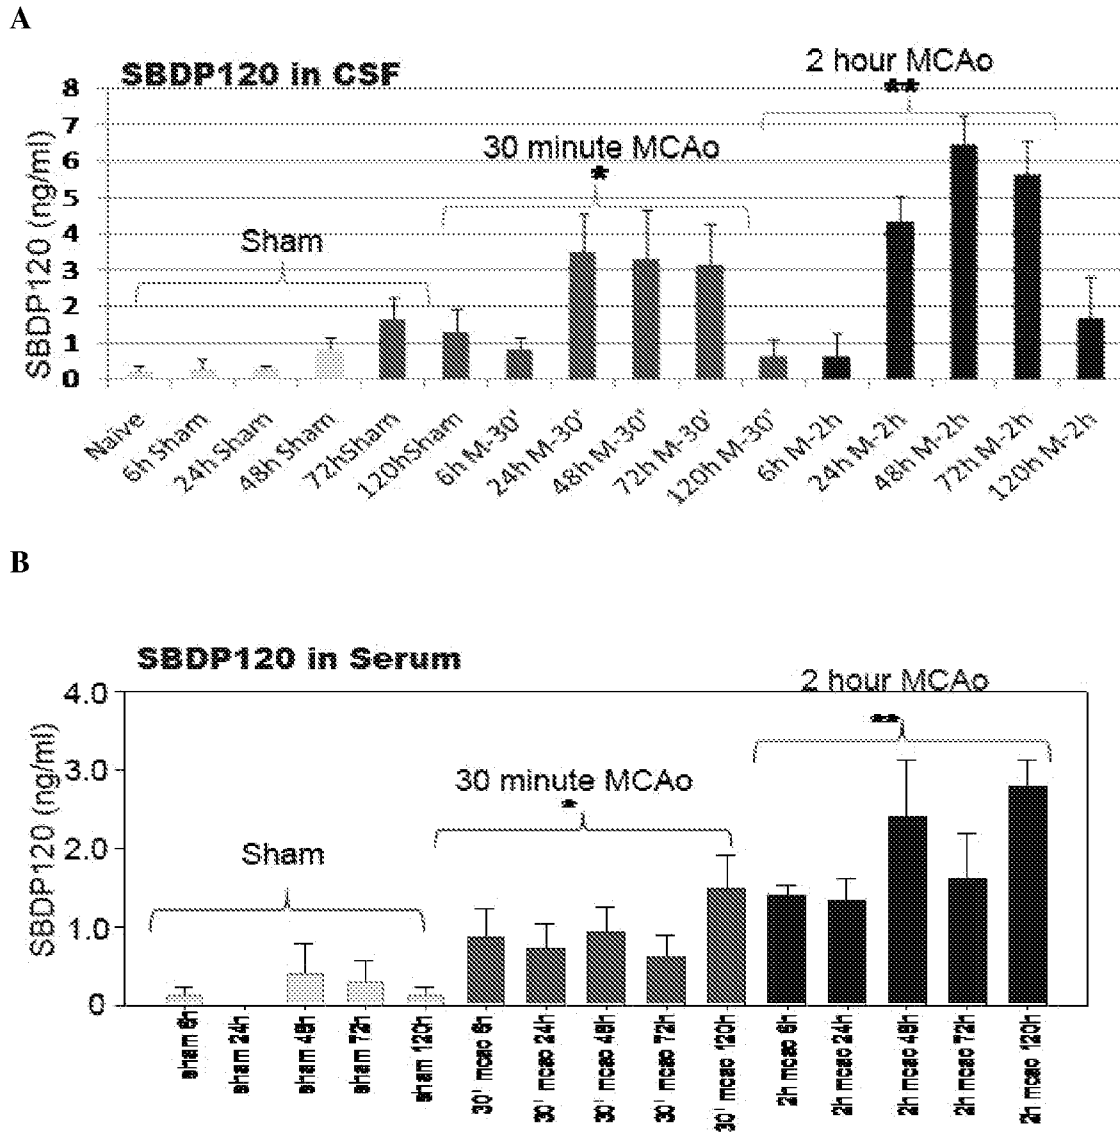 A
SBDP120 in CSF
2 hour MCAo
**
30 minute MCAo
*
Sham
SBDP120 (ng/ml)
8
7
6
5
4
3
2
1
0
Naïve
6h Sham
24h Sham
48h Sham
72hSham
120hSham
6h M-30'
24h M-30'
48h M-30'
72h M-30'
120h M-30'
6h M-2h
24h M-2h
48h M-2h
72h M-2h
120h M-2h
B
SBDP120 in Serum
2 hour MCAo
**
30 minute MCAo
*
Sham
SBDP120 (ng/ml)
4.0
3.0
2.0
1.0
0
sham 6h
sham 24h
sham 48h
sham 72h
sham 120h
30' mcao 6h
30' mcao 24h
30' mcao 48h
30' mcao 72h
30' mcao 120h
2h mcao 6h
2h mcao 24h
2h mcao 48h
2h mcao 72h
2h mcao 120h